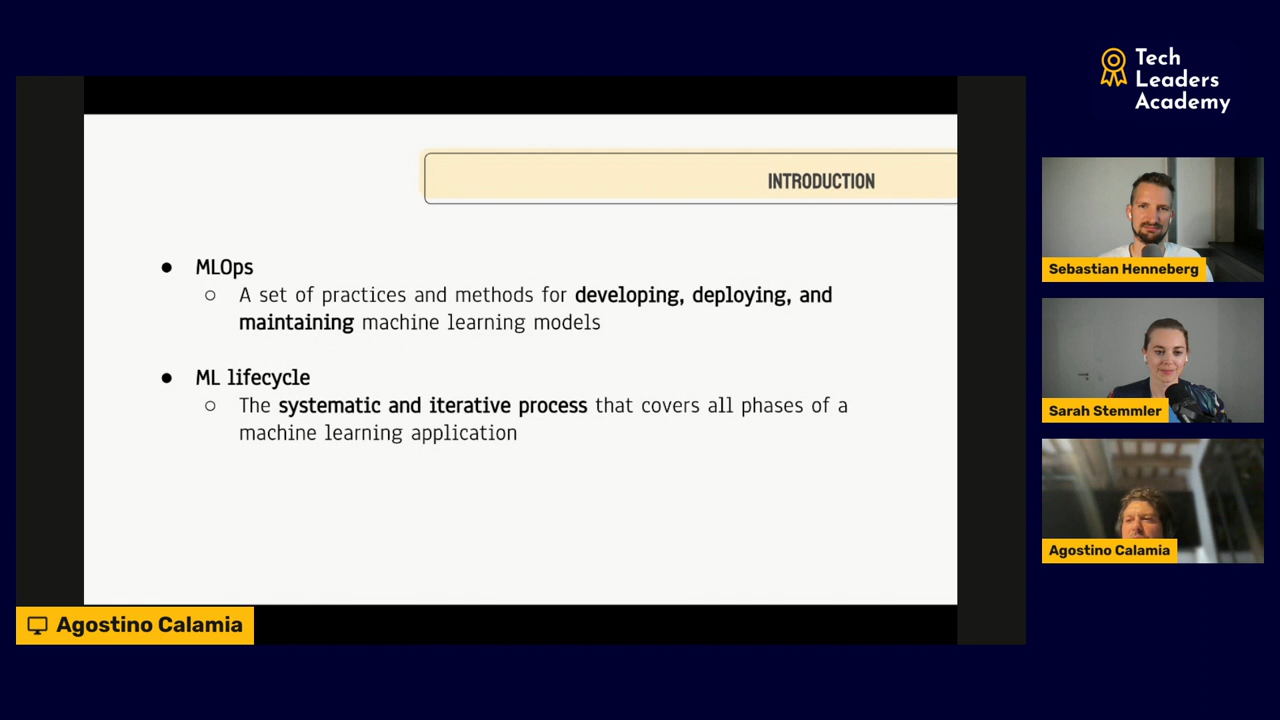 Tech
Leaders
Academy
INTRODUCTION
● MLOps
○ A set of practices and methods for developing, deploying, and
maintaining machine learning models
● ML lifecycle
○ The systematic and iterative process that covers all phases of a
machine learning application
Sebastian Henneberg
Sarah Stemmler
Agostino Calamia
Agostino Calamia